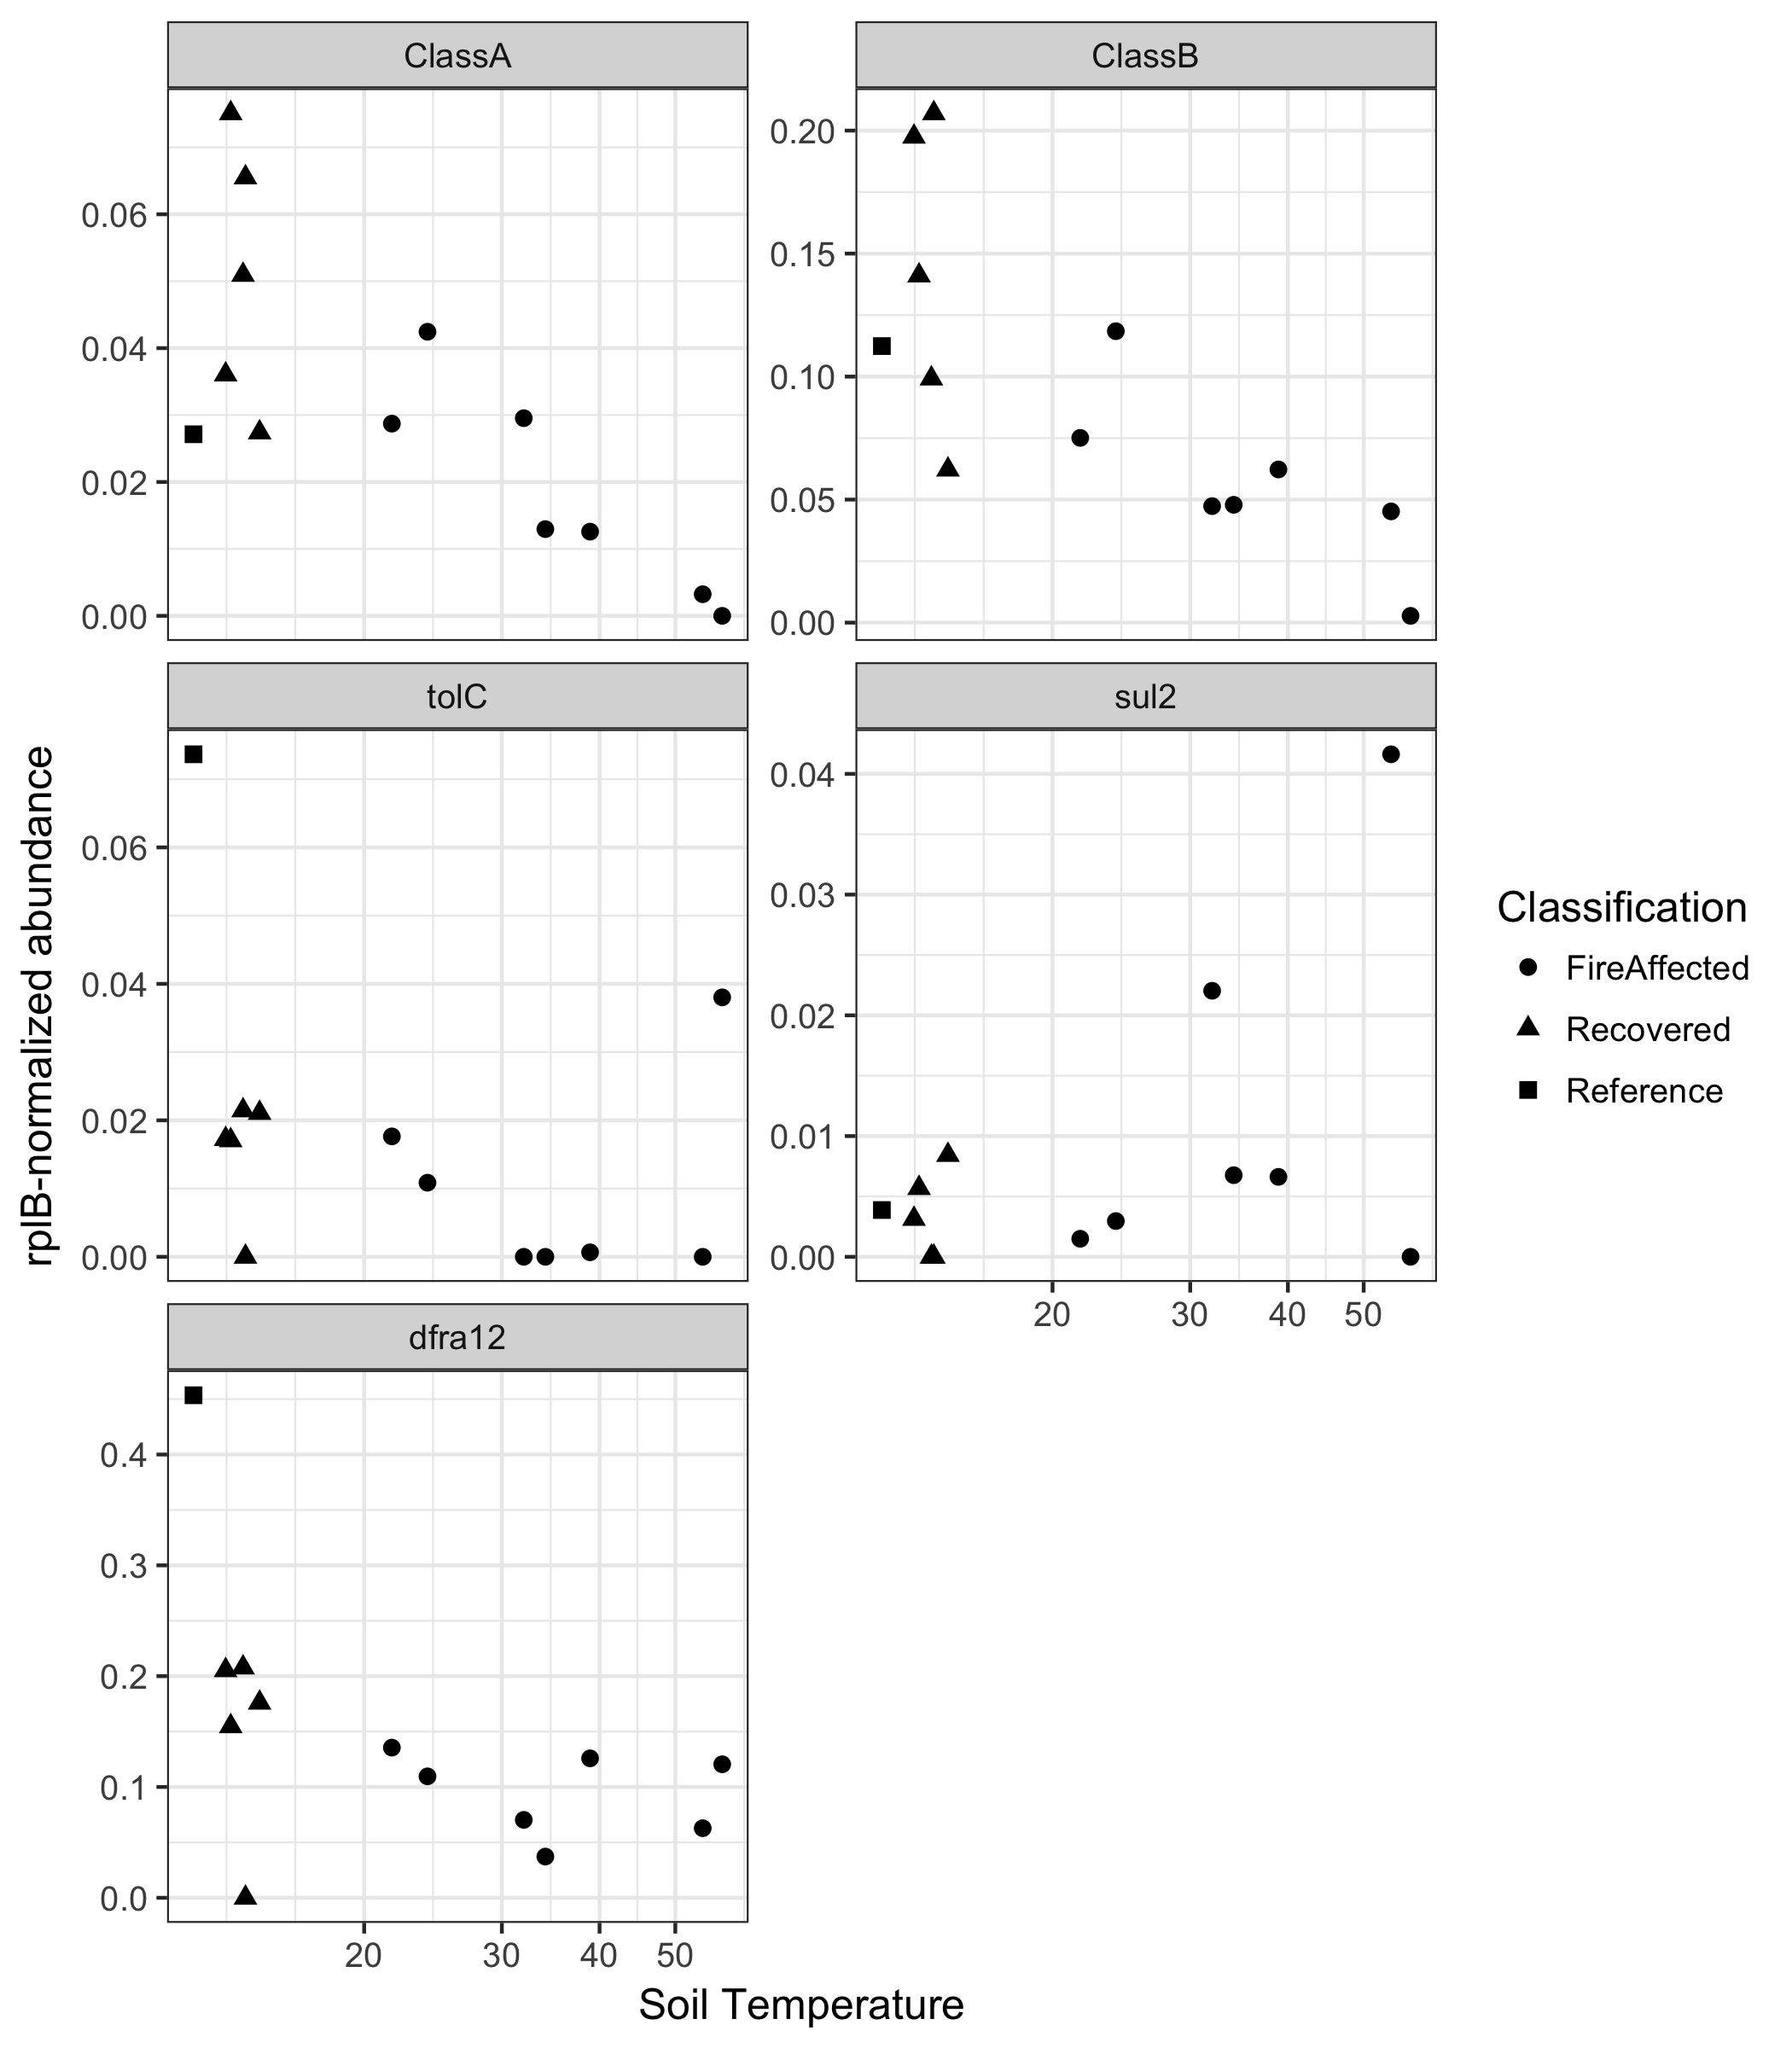 ClassA
ClassB
0.06
0.04
0.02
0.00
0.20
0.15
0.10
0.05
0.00
tolC
sul2
0.06
0.04
0.02
0.00
0.04
0.03
0.02
0.01
0.00
20 30 40 50
dfra12
0.4
0.3
0.2
0.1
0.0
20 30 40 50
Soil Temperature
rplB-normalized abundance
Classification
FireAffected
Recovered
Reference